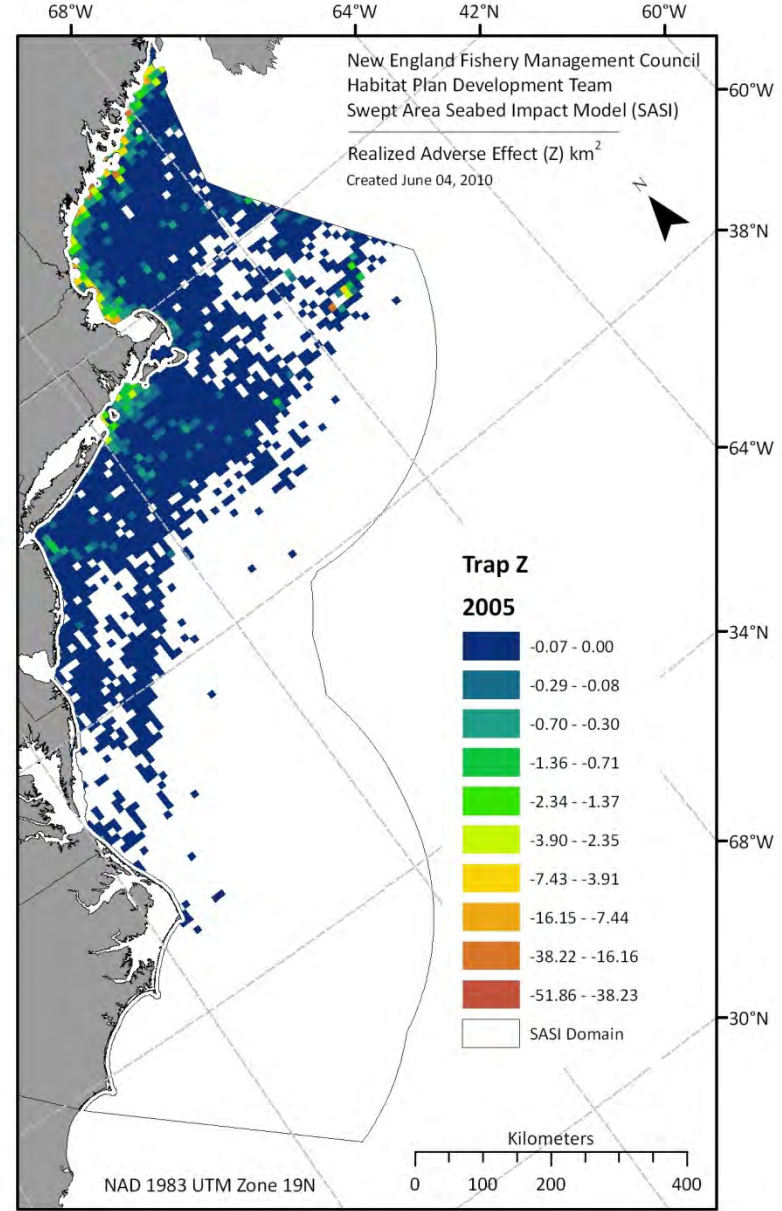 68°W 64°W 42°N 60°W
New England Fishery Management Council
Habitat Plan Development Team
Swept Area Seabed Impact Model (SASI)
Realized Adverse Effect (Z) km²
Created June 04, 2010
N
60°W
38°N
64°W
34°N
68°W
30°N
Trap Z
2005
-0.07 - 0.00
-0.29 - -0.08
-0.70 - -0.30
-1.36 - -0.71
-2.34 - -1.37
-3.90 - -2.35
-7.43 - -3.91
-16.15 - -7.44
-38.22 - -16.16
-51.86 - -38.23
SASI Domain
Kilometers
0 100 200 400
NAD 1983 UTM Zone 19N